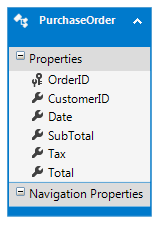 PurchaseOrder
Properties
OrderID
CustomerID
Date
SubTotal
Tax
Total
Navigation Properties